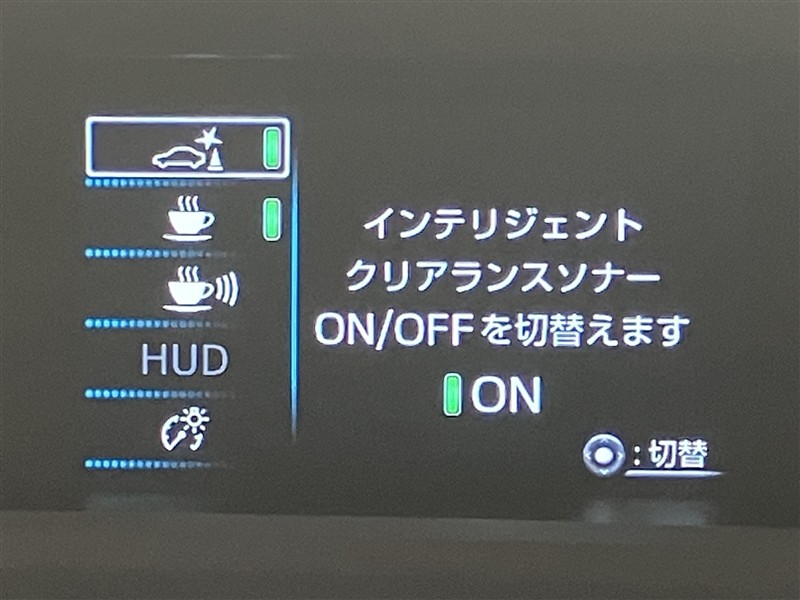 HUD
インテリジェント
クリアランスソナー
ON/OFFを切替えます
ON
:切替